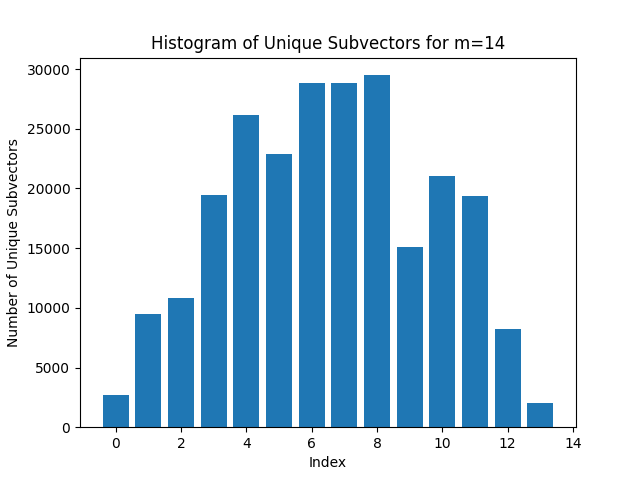 Histogram of Unique Subvectors for m=14
30000
25000
20000
15000
10000
5000
0
Number of Unique Subvectors
0 2 4 6 8 10 12 14
Index